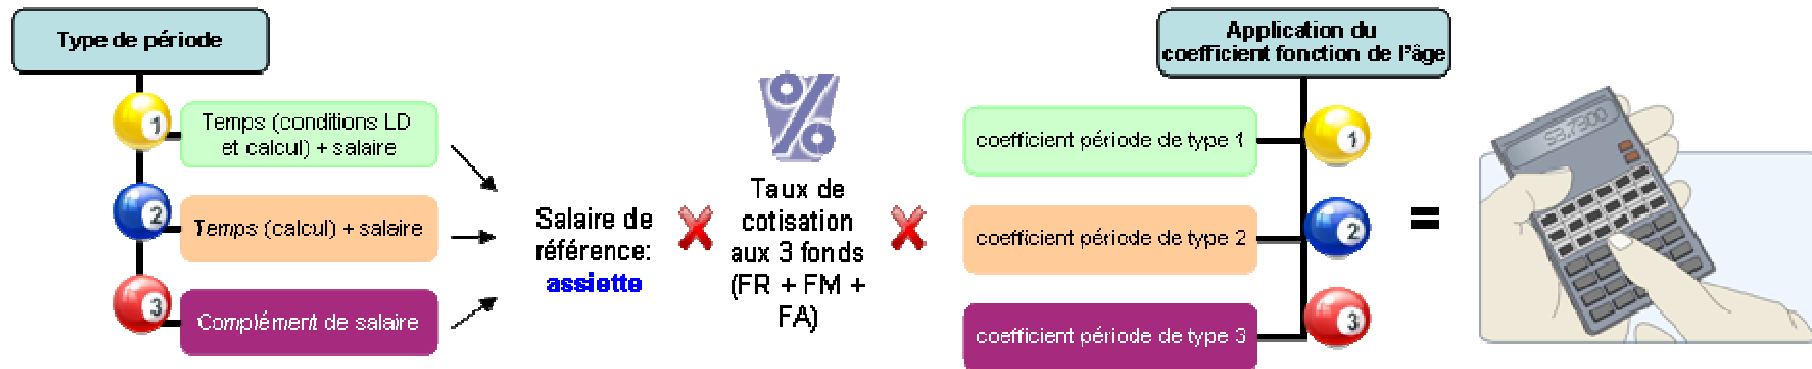 Type de période
1
Temps (conditions LD
et calcul) + salaire
2
Temps (calcul) + salaire
3
Complément de salaire
Salaire de
référence:
assiette
%
Taux de
cotisation
aux 3 fonds
(FR + FM +
FA)
Application du
coefficient fonction de l'âge
coefficient période de type 1
1
coefficient période de type 2
2
coefficient période de type 3
3
=